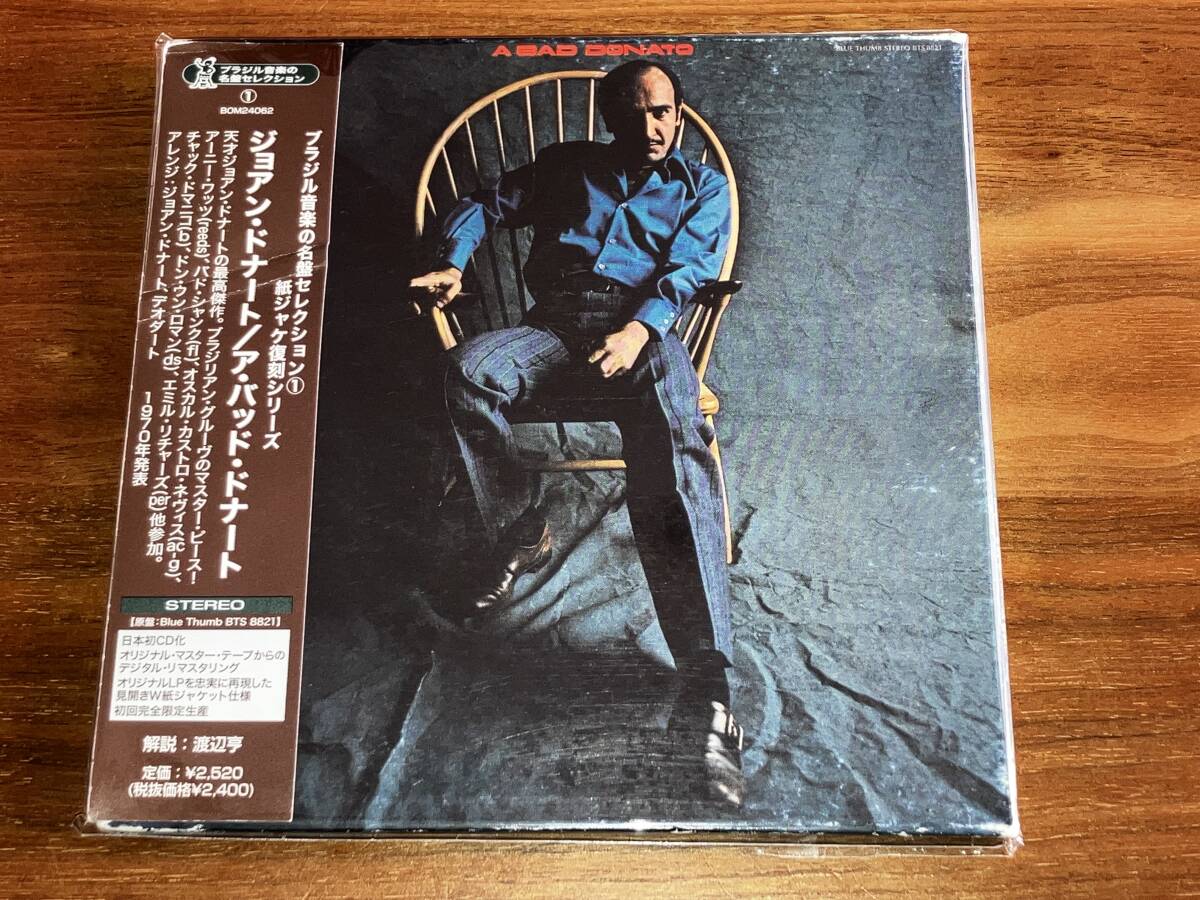 A BAD DONATO
BLUE THUMB STEREO BTS 8821
ブラジル音楽の
名盤セレクション
①
BOM24062
ブラジル音楽の名盤セレクション①
紙ジャケ復刻シリーズ
ジョアン・ドナート/ア・バッド・ドナート
天才ジョアン・ドナートの最高傑作。ブラジリアン・グルーヴのマスター・ピース!
アーニー・ワッツ(reeds)、バド・シャンク(fl)、オスカル・カストロ・ネヴィス(ac-g)、
チャック・ドマニコ(b)、ドン・ウン・ロマン(ds)、エミル・リチャーズ(per)他参加。
アレンジ:ジョアン・ドナート、デオダート
1970年発表
STEREO
【原盤:Blue Thumb BTS 8821】
日本初CD化
オリジナル・マスター・テープからの
デジタル・リマスタリング
オリジナルLPを忠実に再現した
見開きW紙ジャケット仕様
初回完全限定生産
解説:渡辺亨
定価:¥2,520
(税抜価格¥2,400)